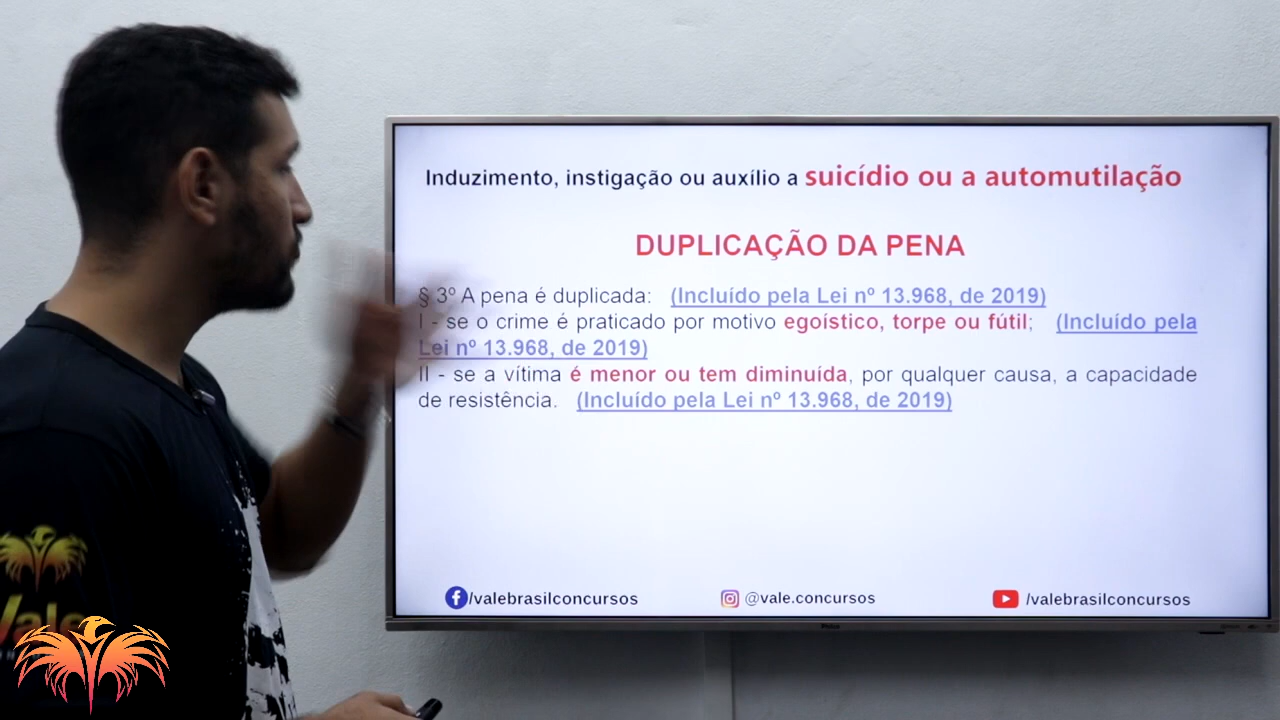 Induzimento, instigação ou auxílio a suicídio ou a automutilação
DUPLICAÇÃO DA PENA
§ 3º A pena é duplicada: (Incluído pela Lei nº 13.968, de 2019)
I - se o crime é praticado por motivo egoístico, torpe ou fútil; (Incluído pela
Lei nº 13.968, de 2019)
II - se a vítima é menor ou tem diminuída, por qualquer causa, a capacidade
de resistência. (Incluído pela Lei nº 13.968, de 2019)
/valebrasilconcursos
@vale.concursos
/valebrasilconcursos
Philco
Vale